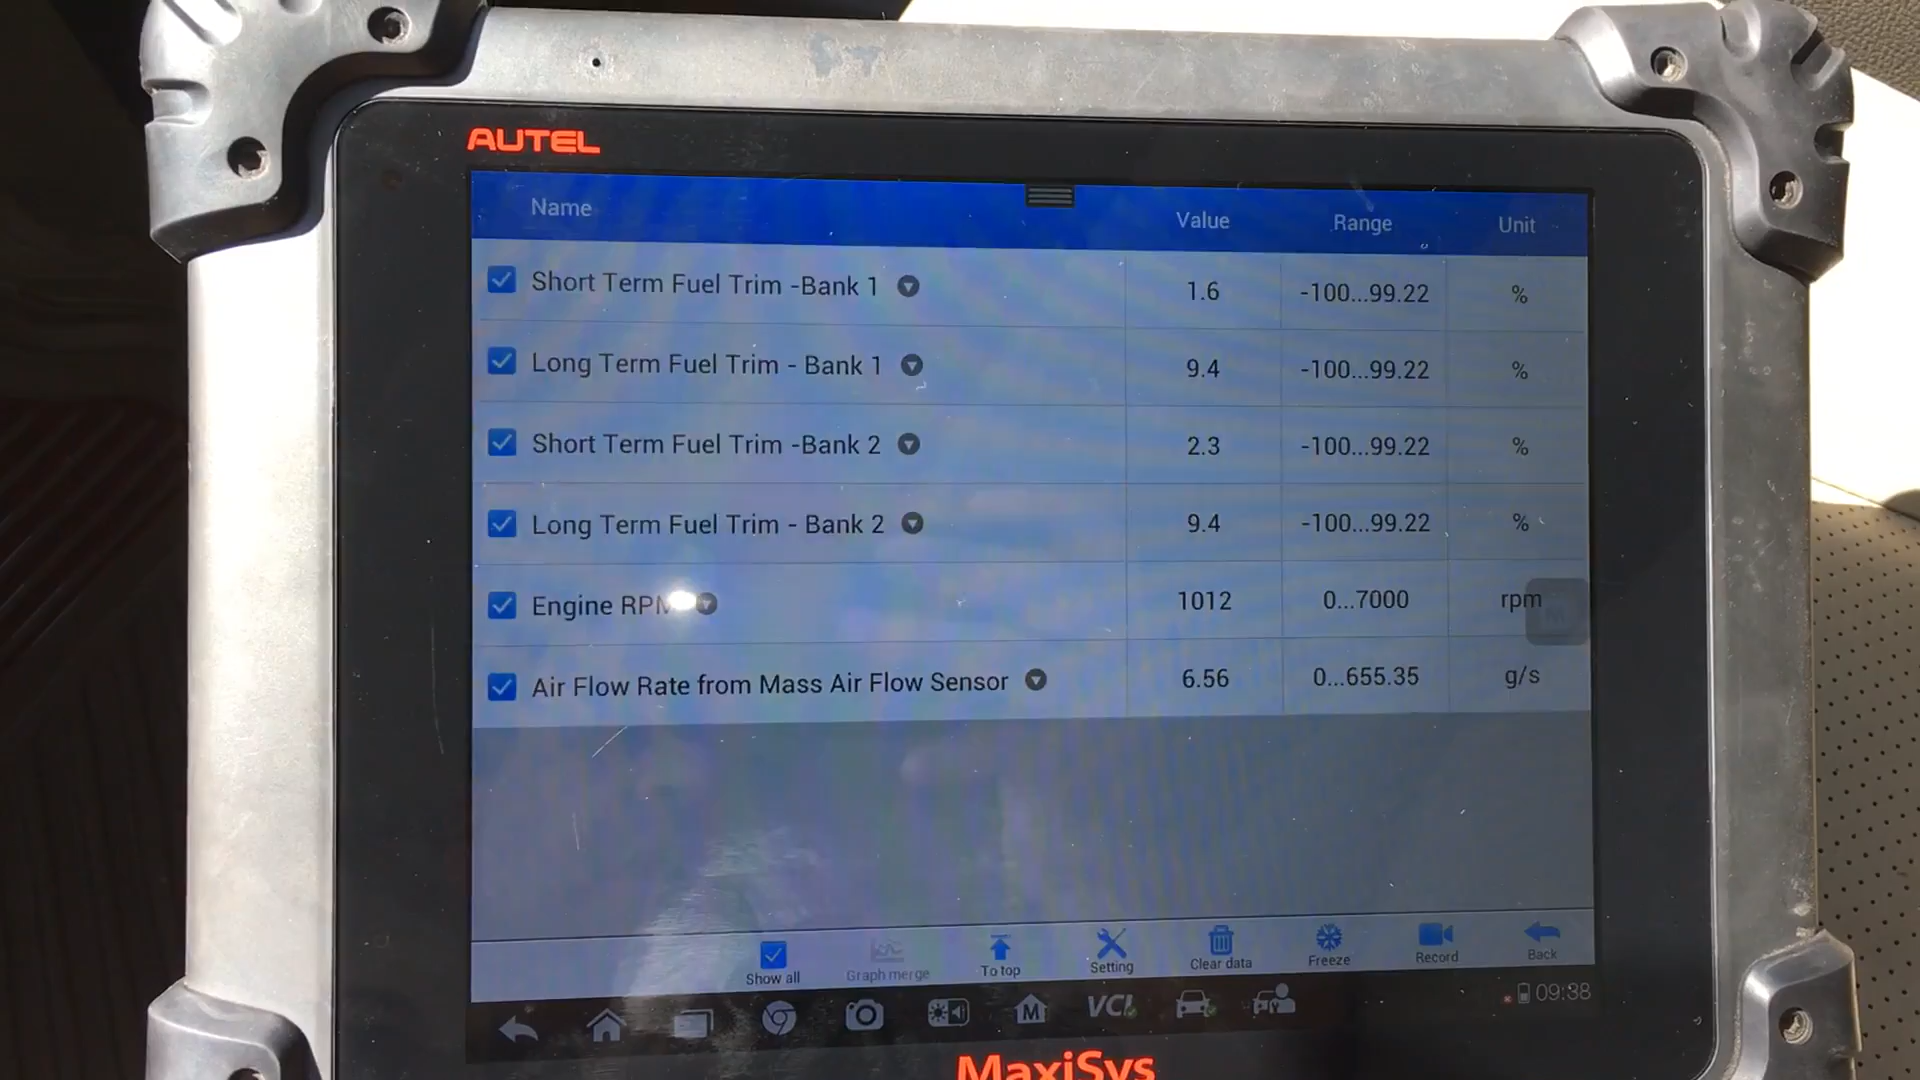 AUTEL
Name Value Range Unit
Short Term Fuel Trim -Bank 1 1.6 -100...99.22 %
Long Term Fuel Trim - Bank 1 9.4 -100...99.22 %
Short Term Fuel Trim -Bank 2 2.3 -100...99.22 %
Long Term Fuel Trim - Bank 2 9.4 -100...99.22 %
Engine RPM 1012 0...7000 rpm
Air Flow Rate from Mass Air Flow Sensor 6.56 0...655.35 g/s
Show all Graph merge To top Setting Clear data Freeze Record Back
M VCI 09:38
MaxiSys